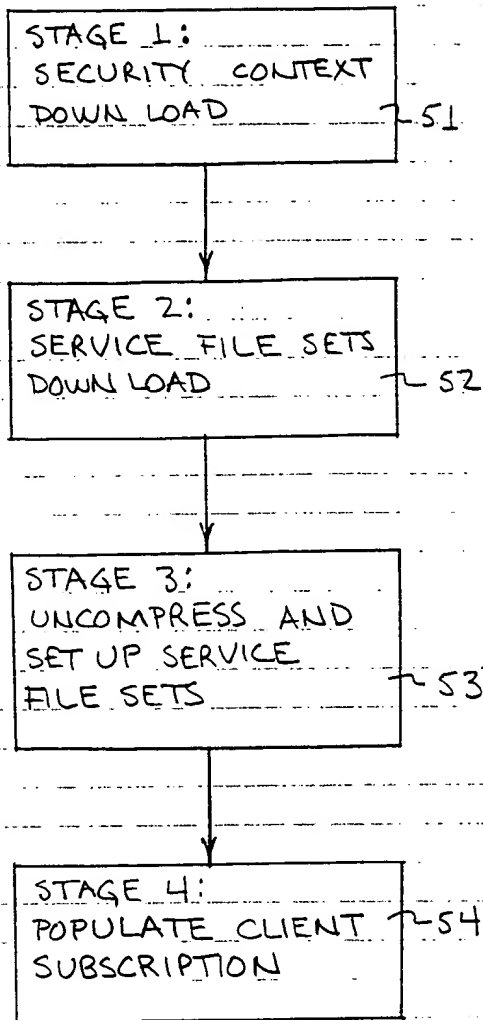 STAGE 1:
SECURITY CONTEXT
DOWN LOAD
51
STAGE 2:
SERVICE FILE SETS
DOWN LOAD
52
STAGE 3:
UNCOMPRESS AND
SET UP SERVICE
FILE SETS
53
STAGE 4:
POPULATE CLIENT
54
SUBSCRIPTION